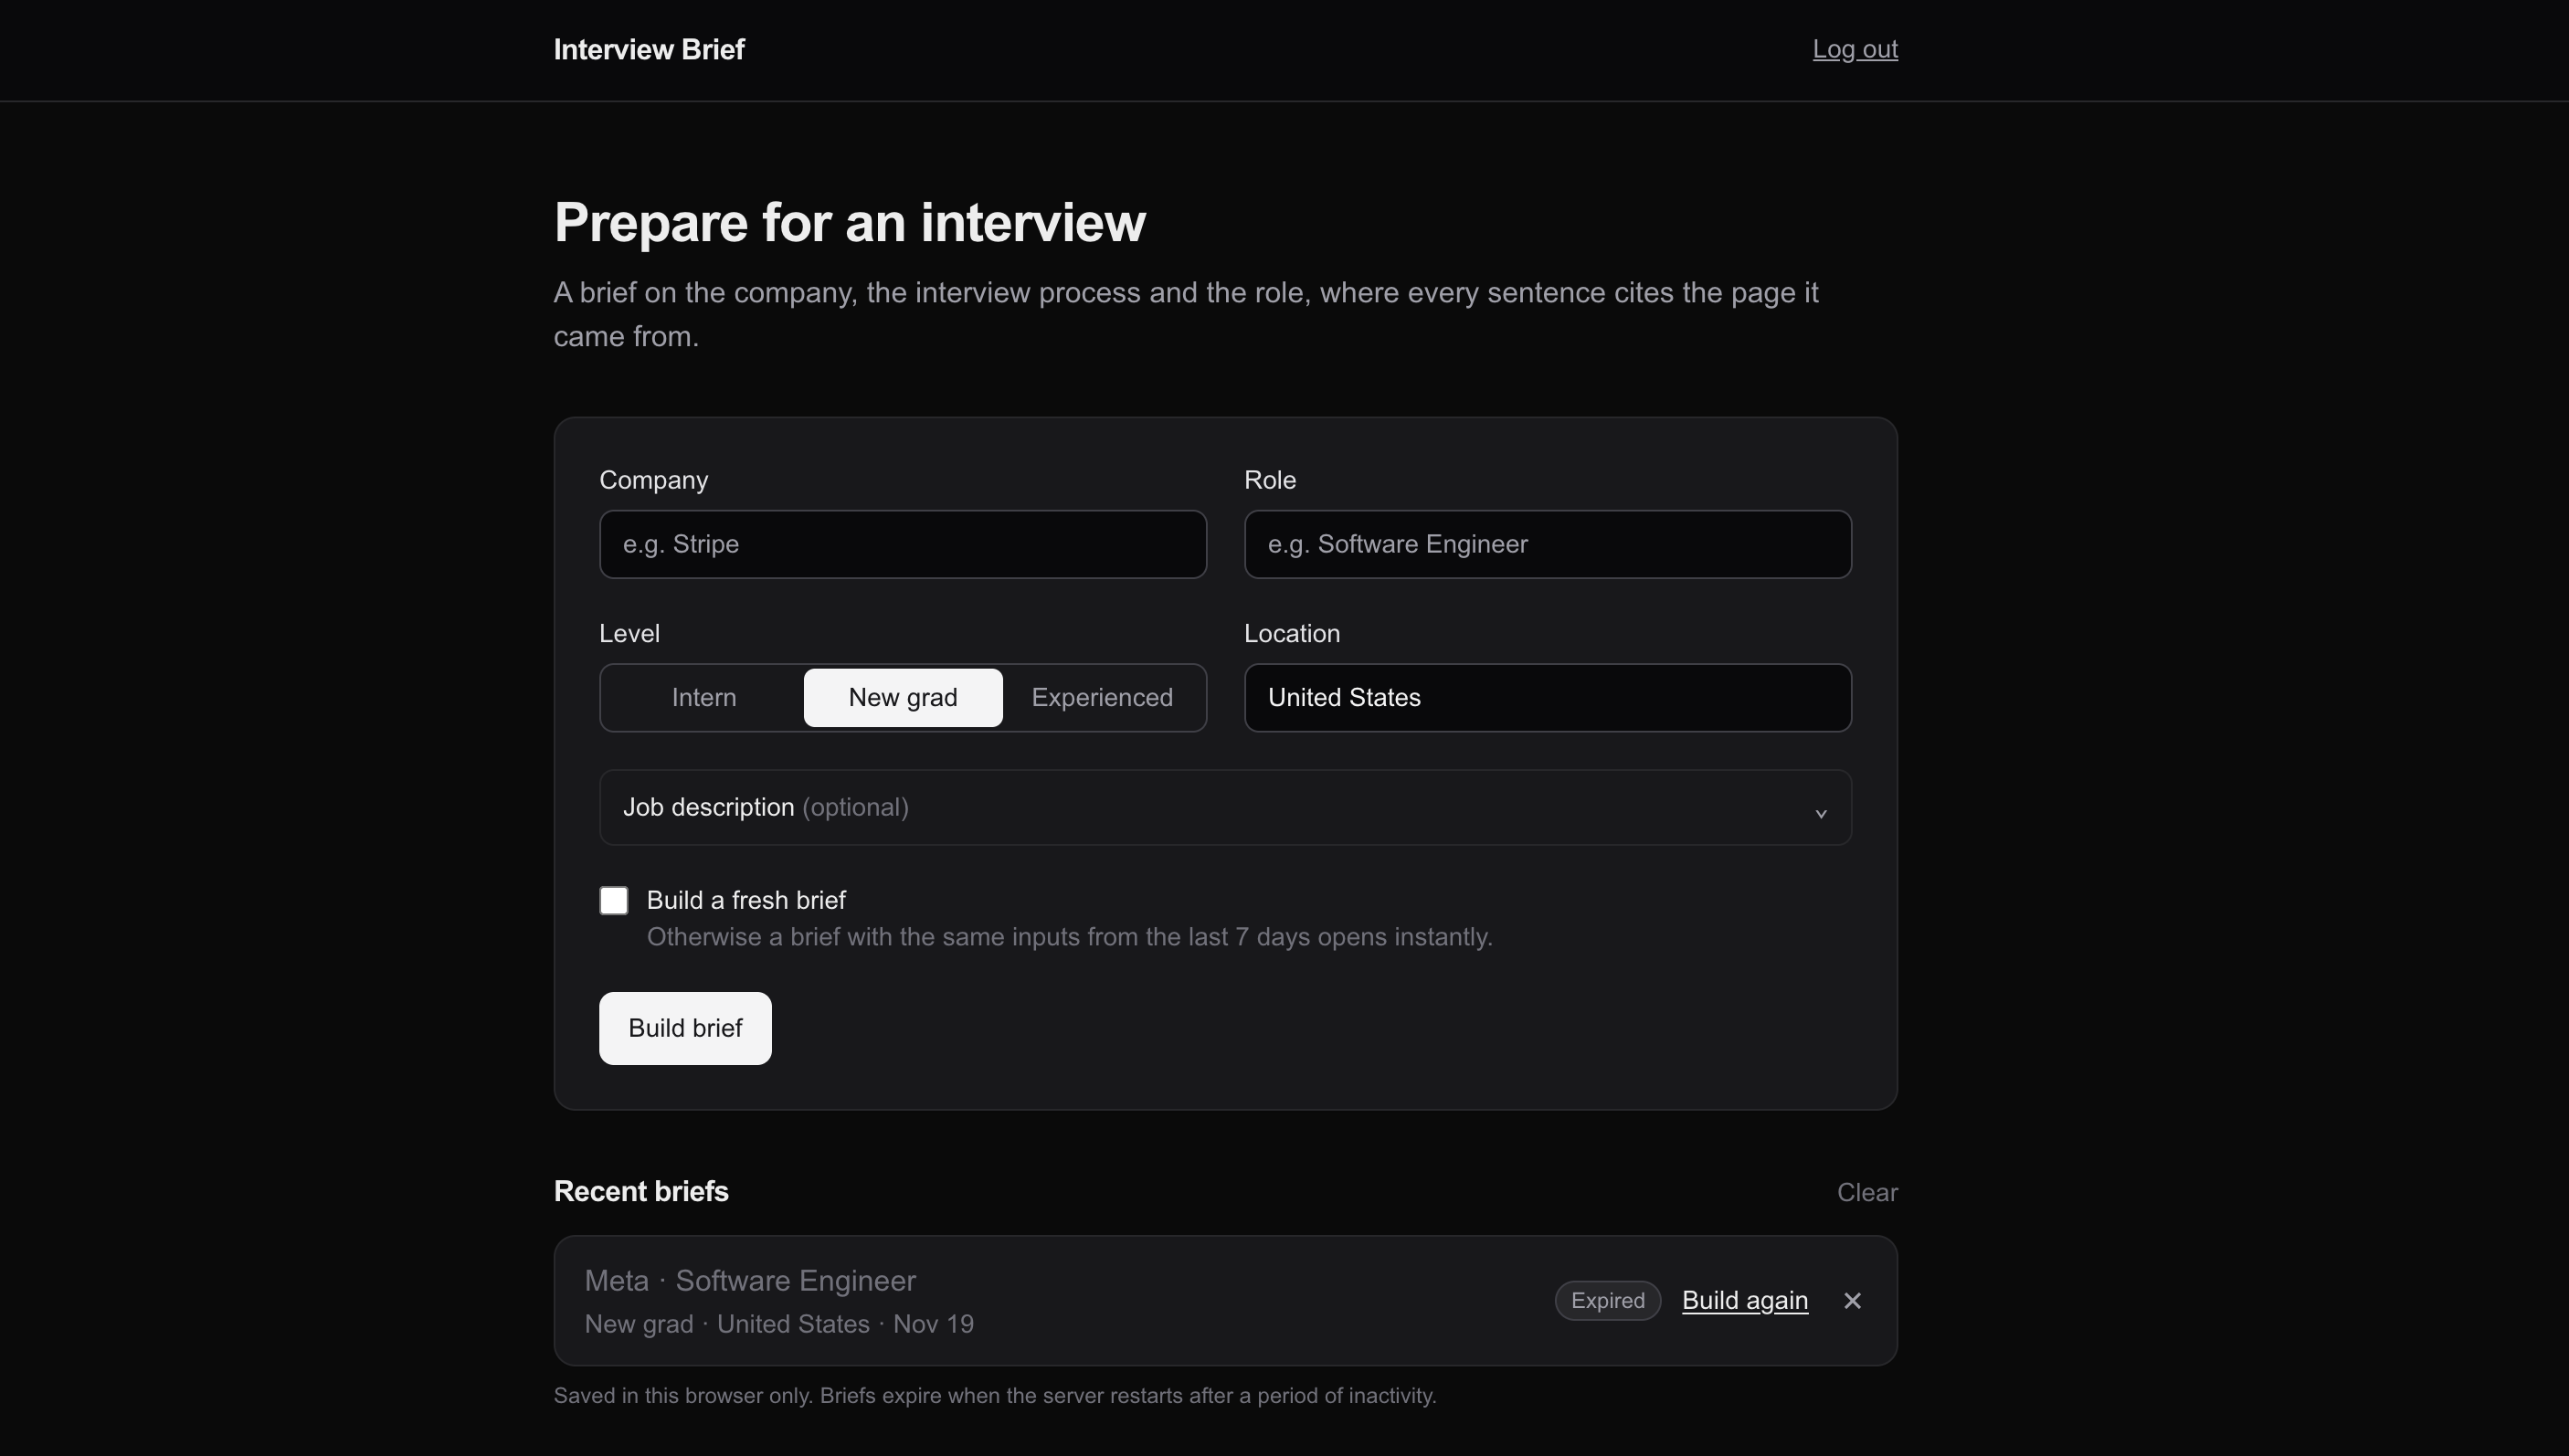 Interview Brief
Log out
Prepare for an interview
A brief on the company, the interview process and the role, where every sentence cites the page it
came from.
Company
Role
e.g. Stripe
e.g. Software Engineer
Level
Location
Intern
New grad
Experienced
United States
Job description (optional)
Build a fresh brief
Otherwise a brief with the same inputs from the last 7 days opens instantly.
Build brief
Recent briefs
Clear
Meta · Software Engineer
New grad · United States · Nov 19
Expired
Build again
Saved in this browser only. Briefs expire when the server restarts after a period of inactivity.